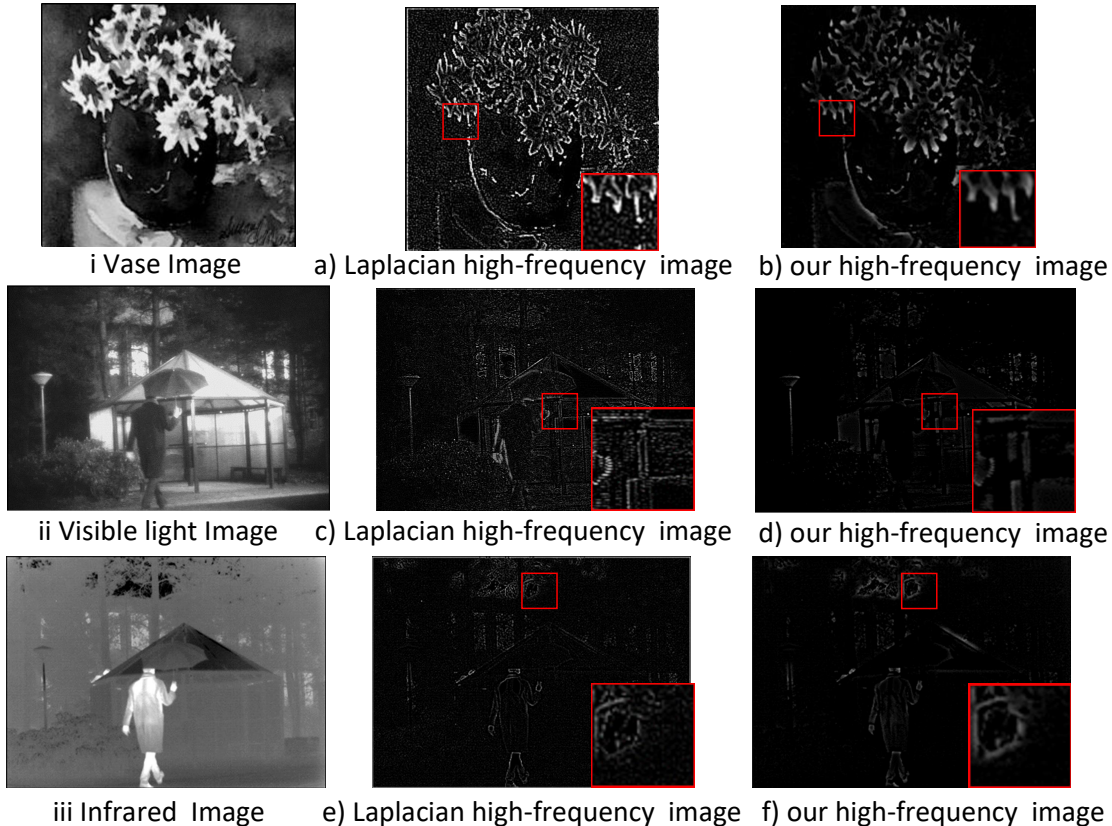 i Vase Image
a) Laplacian high-frequency image
b) our high-frequency image
ii Visible light Image
c) Laplacian high-frequency image
d) our high-frequency image
iii Infrared Image
e) Laplacian high-frequency image
f) our high-frequency image